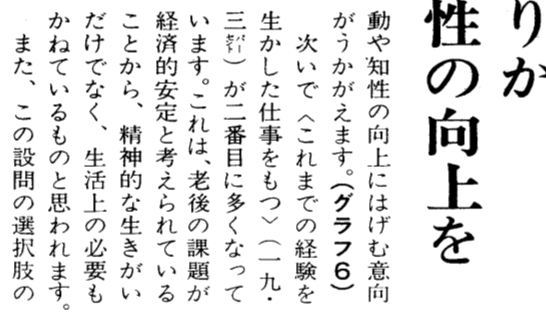 りか
性の向上を
動や知性の向上にはげむ意向
がうかがえます。(グラフ6)
次いで〈これまでの経験を
生かした仕事をもつ〉(一九・
三㌫)が二番目に多くなって
います。これは、老後の課題が
経済的安定と考えられている
ことから、精神的な生きがい
だけでなく、生活上の必要も
かねているものと思われます。
また、この設問の選択肢の